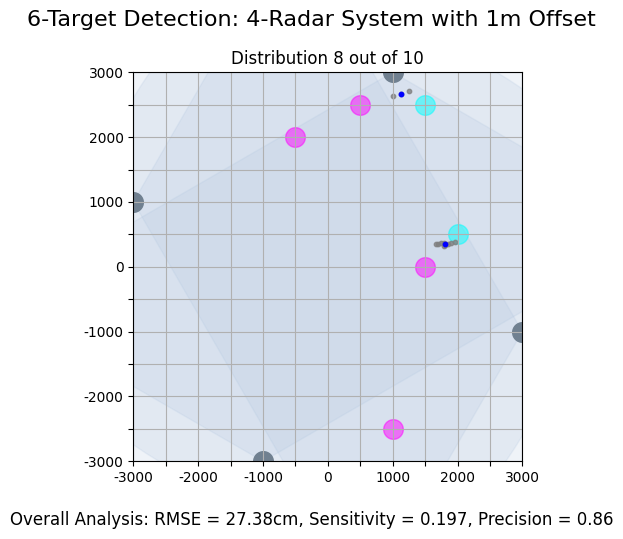 6-Target Detection: 4-Radar System with 1m Offset
Distribution 8 out of 10
3000
2000
1000
0
-1000
-2000
-3000
-3000 -2000 -1000 0 1000 2000 3000
Overall Analysis: RMSE = 27.38cm, Sensitivity = 0.197, Precision = 0.86